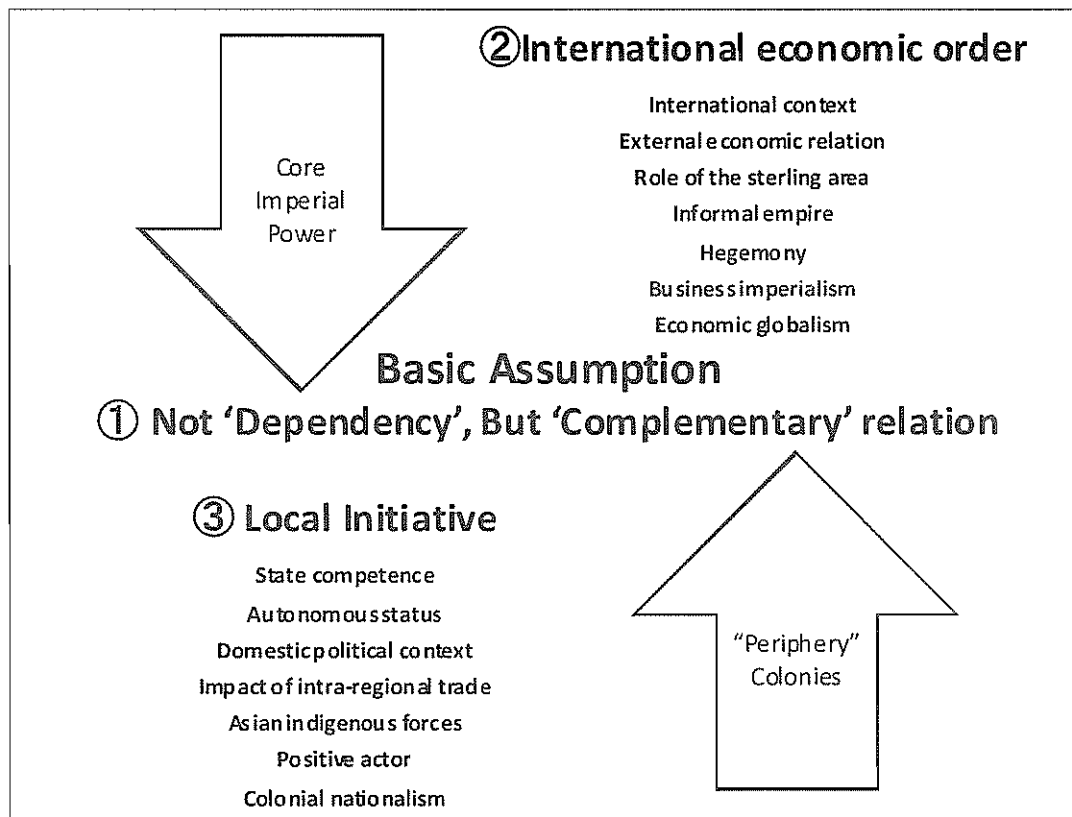 ②International economic order
International context
External economic relation
Role of the sterling area
Informal empire
Hegemony
Business imperialism
Economic globalism
Core
Imperial
Power
Basic Assumption
① Not ‘Dependency’, But ‘Complementary’ relation
③ Local Initiative
State competence
Autonomous status
Domestic political context
Impact of intra-regional trade
Asian indigenous forces
Positive actor
Colonial nationalism
“Periphery”
Colonies